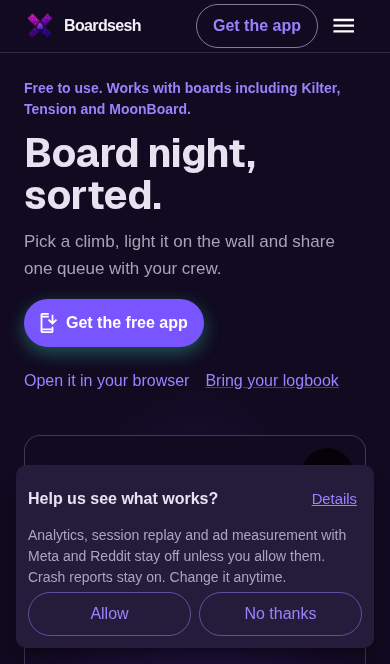 Boardsesh
Get the app
Free to use. Works with boards including Kilter,
Tension and MoonBoard.
Board night,
sorted.
Pick a climb, light it on the wall and share
one queue with your crew.
Get the free app
Open it in your browser Bring your logbook
Help us see what works?
Details
Analytics, session replay and ad measurement with
Meta and Reddit stay off unless you allow them.
Crash reports stay on. Change it anytime.
Allow
No thanks